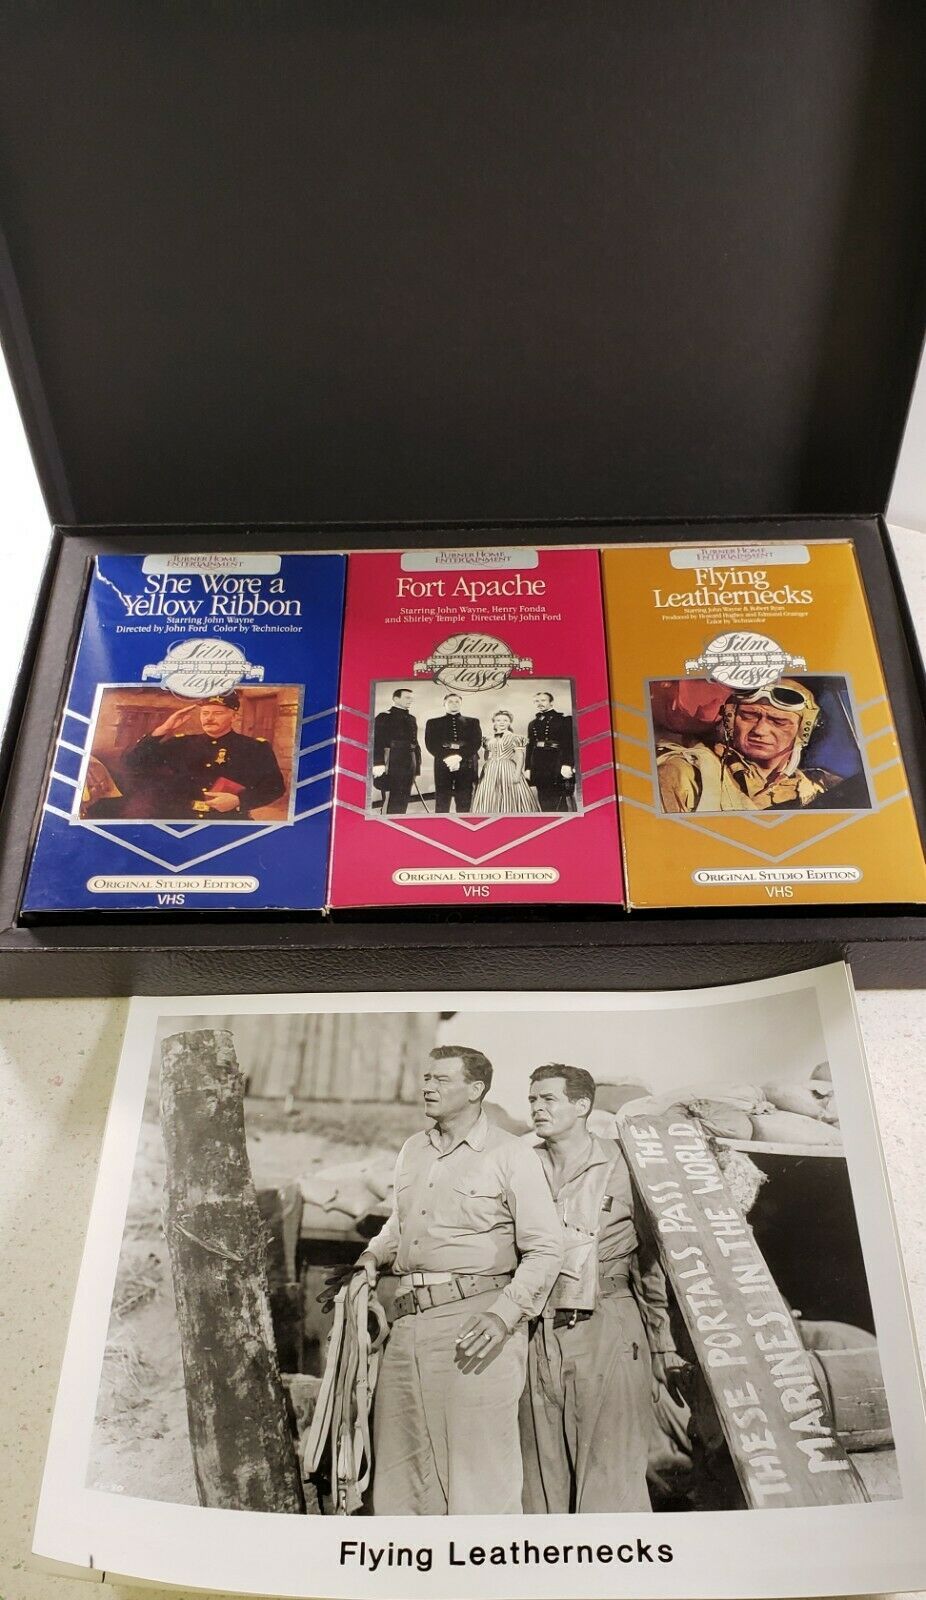 TURNER HOME
ENTERTAINMENT
She Wore a
Yellow Ribbon
Starring John Wayne
Directed by John Ford Color by Technicolor
Film
Classics
ORIGINAL STUDIO EDITION
VHS
TURNER HOME
ENTERTAINMENT
Fort Apache
Starring John Wayne, Henry Fonda
and Shirley Temple Directed by John Ford
Film
Classics
ORIGINAL STUDIO EDITION
VHS
TURNER HOME
ENTERTAINMENT
Flying
Leathernecks
Starring John Wayne & Robert Ryan
Produced by Howard Hughes and Edmund Grainger
Color by Technicolor
Film
Classics
ORIGINAL STUDIO EDITION
VHS
THESE PORTALS PASS THE
MARINES IN THE WORLD
Flying Leathernecks